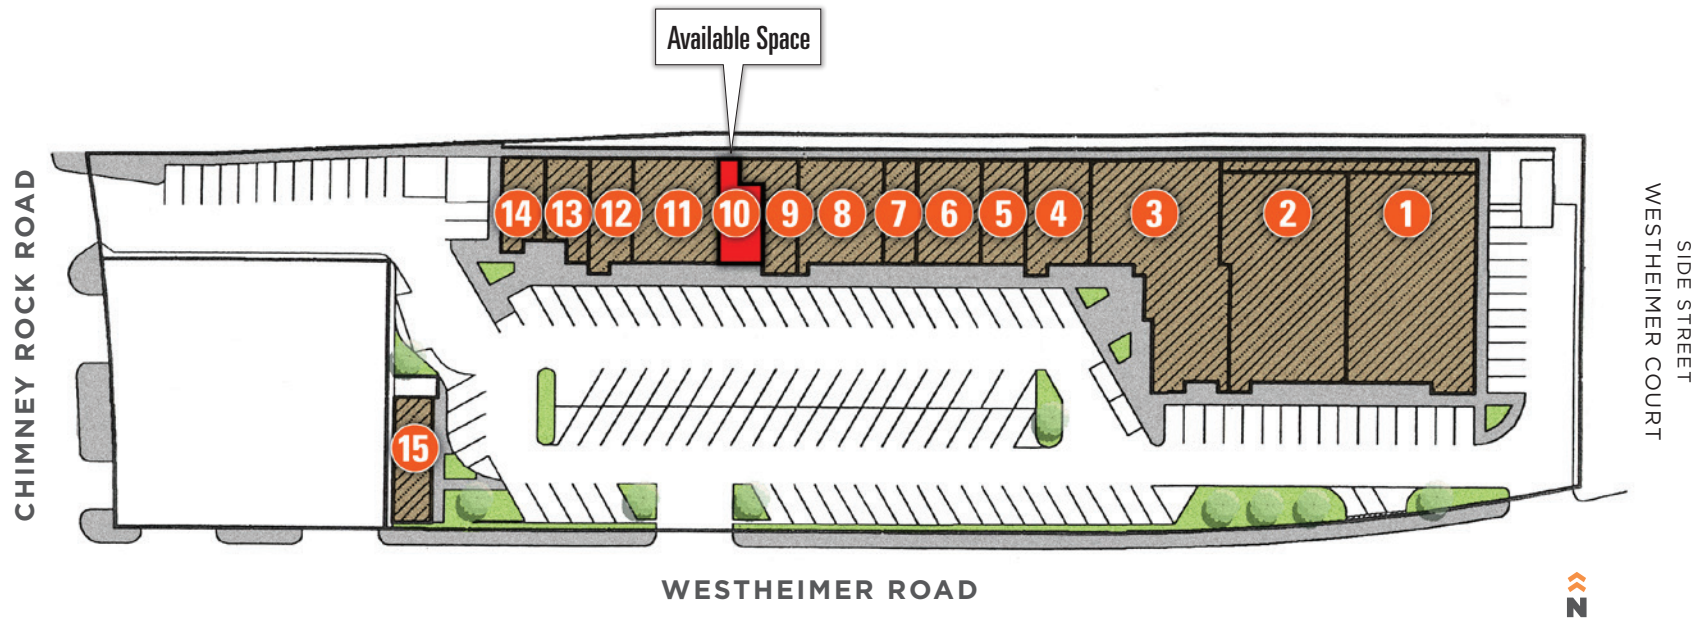 Available Space
14 13 12 11 10 9 8 7 6 5 4 3 2 1
15
CHIMNEY ROCK ROAD
WESTHEIMER ROAD
SIDE STREET
WESTHEIMER COURT
N